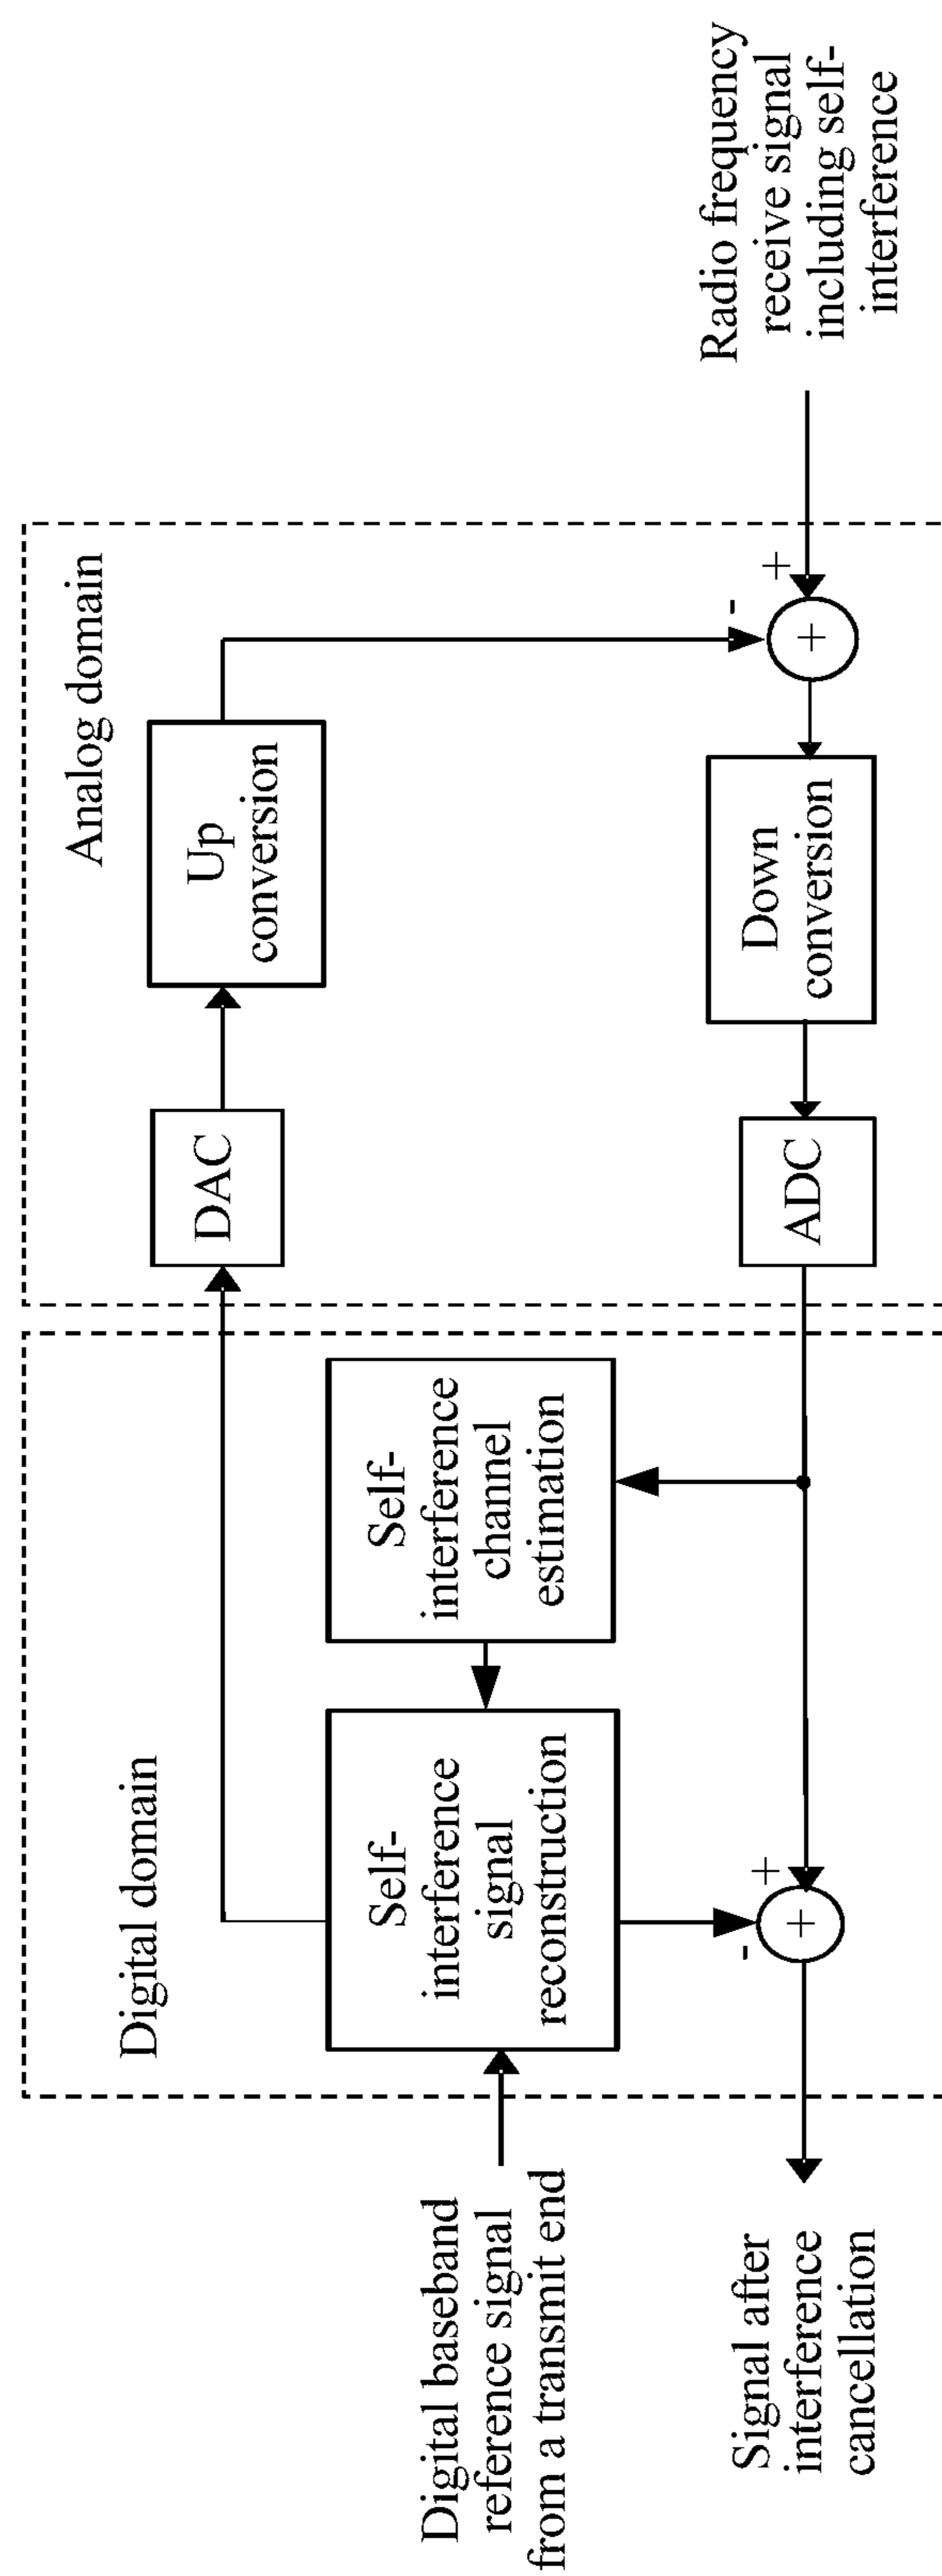 Digital domain
Analog domain
DAC
Up
conversion
Digital baseband
reference signal
from a transmit end
Self-
interference
signal
reconstruction
Self-
interference
channel
estimation
-
+
+
Signal after
interference
cancellation
ADC
Down
conversion
-
+
+
Radio frequency
receive signal
including self-
interference